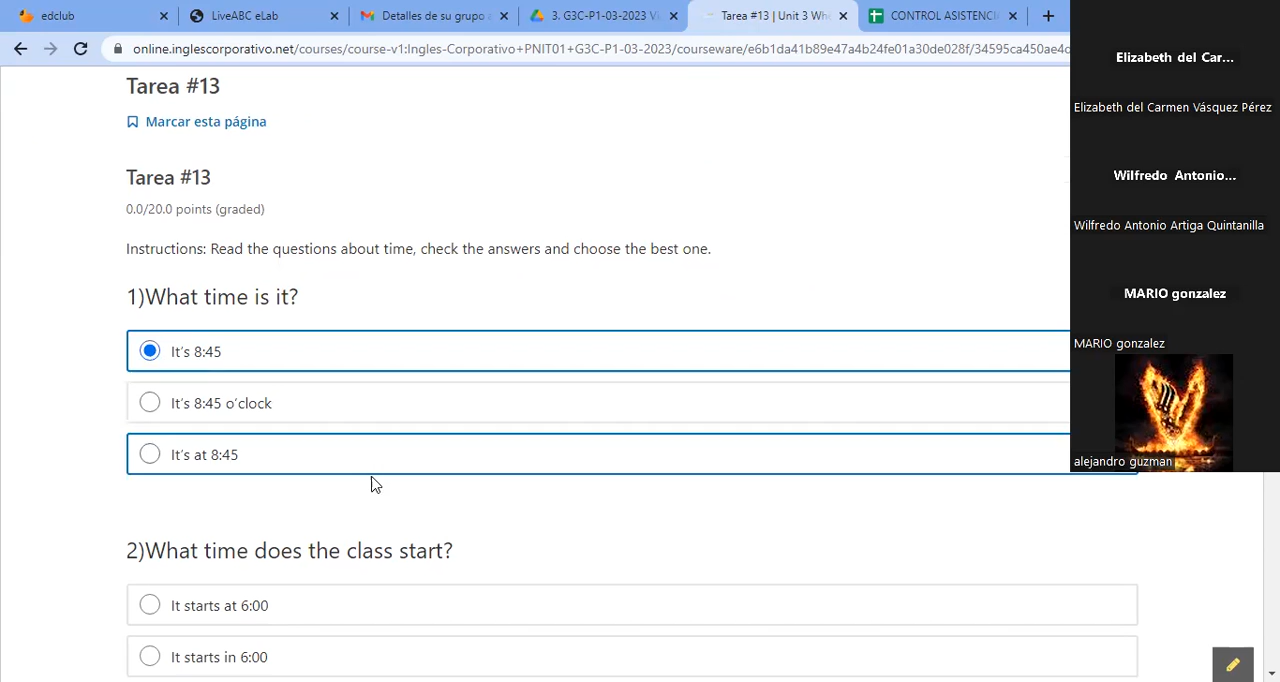 edclub
LiveABC eLab
Detalles de su grupo
3. G3C-P1-03-2023
Tarea #13 | Unit 3
CONTROL ASISTENCI
online.inglescorporativo.net/courses/course-v1:Ingles-Corporativo+PNIT01+G3C-P1-03-2023/courseware/e6b1da41b89e47a4b24fe01a30de028f/34595ca450ae4
Tarea #13
Marcar esta página
Tarea #13
0.0/20.0 points (graded)
Instructions: Read the questions about time, check the answers and choose the best one.
1)What time is it?
It's 8:45
It's 8:45 o'clock
It's at 8:45
2)What time does the class start?
It starts at 6:00
It starts in 6:00
Elizabeth del Car...
Elizabeth del Carmen Vásquez Pérez
Wilfredo Antonio...
Wilfredo Antonio Artiga Quintanilla
MARIO gonzalez
MARIO gonzalez
alejandro guzman